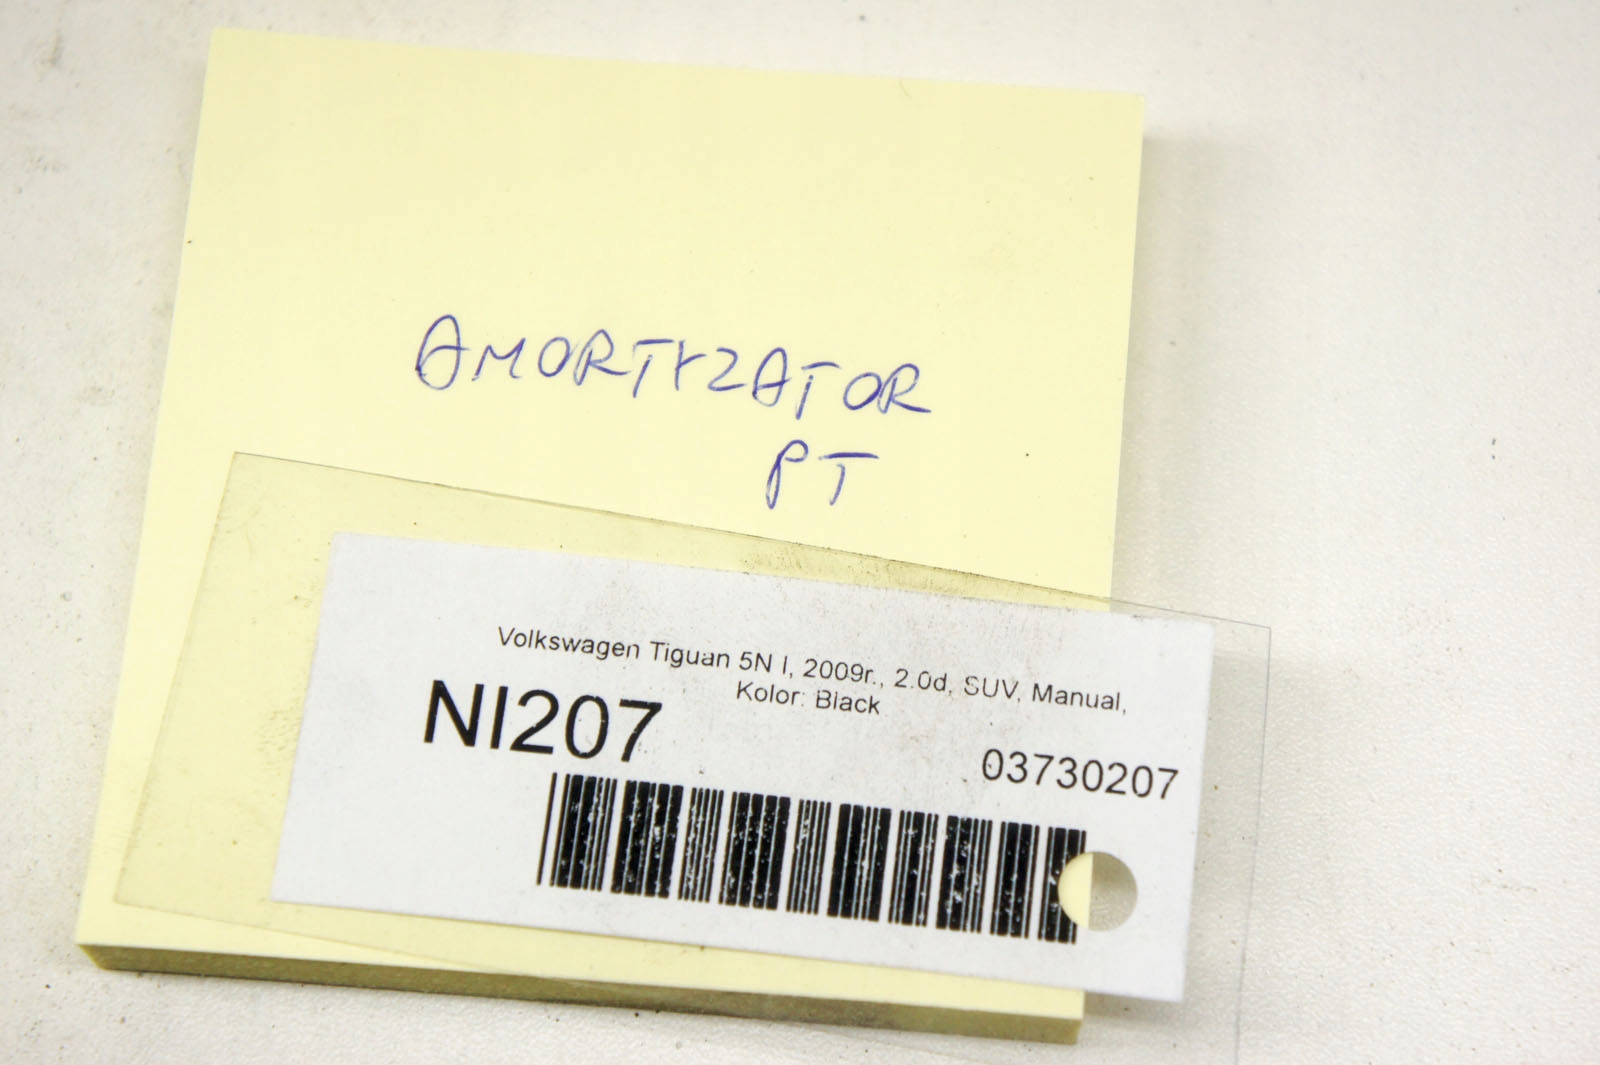 AMORTYZATOR
PT
Volkswagen Tiguan 5N I, 2009r., 2.0d, SUV, Manual,
Kolor: Black
NI207
03730207